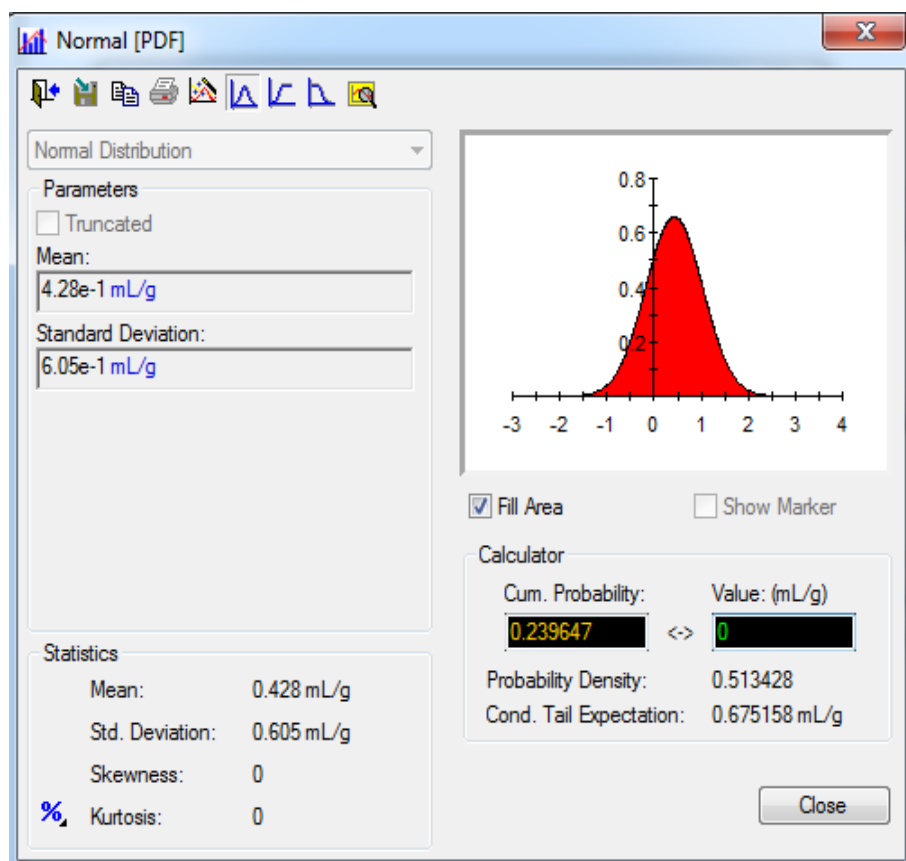 Normal [PDF]
Normal Distribution
Parameters
Truncated
Mean:
4.28e-1 mL/g
Standard Deviation:
6.05e-1 mL/g
Statistics
Mean: 0.428 mL/g
Std. Deviation: 0.605 mL/g
Skewness: 0
Kurtosis: 0
%
0.8
0.6
0.4
0.2
-3 -2 -1 0 1 2 3 4
Fill Area Show Marker
Calculator
Cum. Probability: Value: (mL/g)
0.239647 <-> 0
Probability Density: 0.513428
Cond. Tail Expectation: 0.675158 mL/g
Close